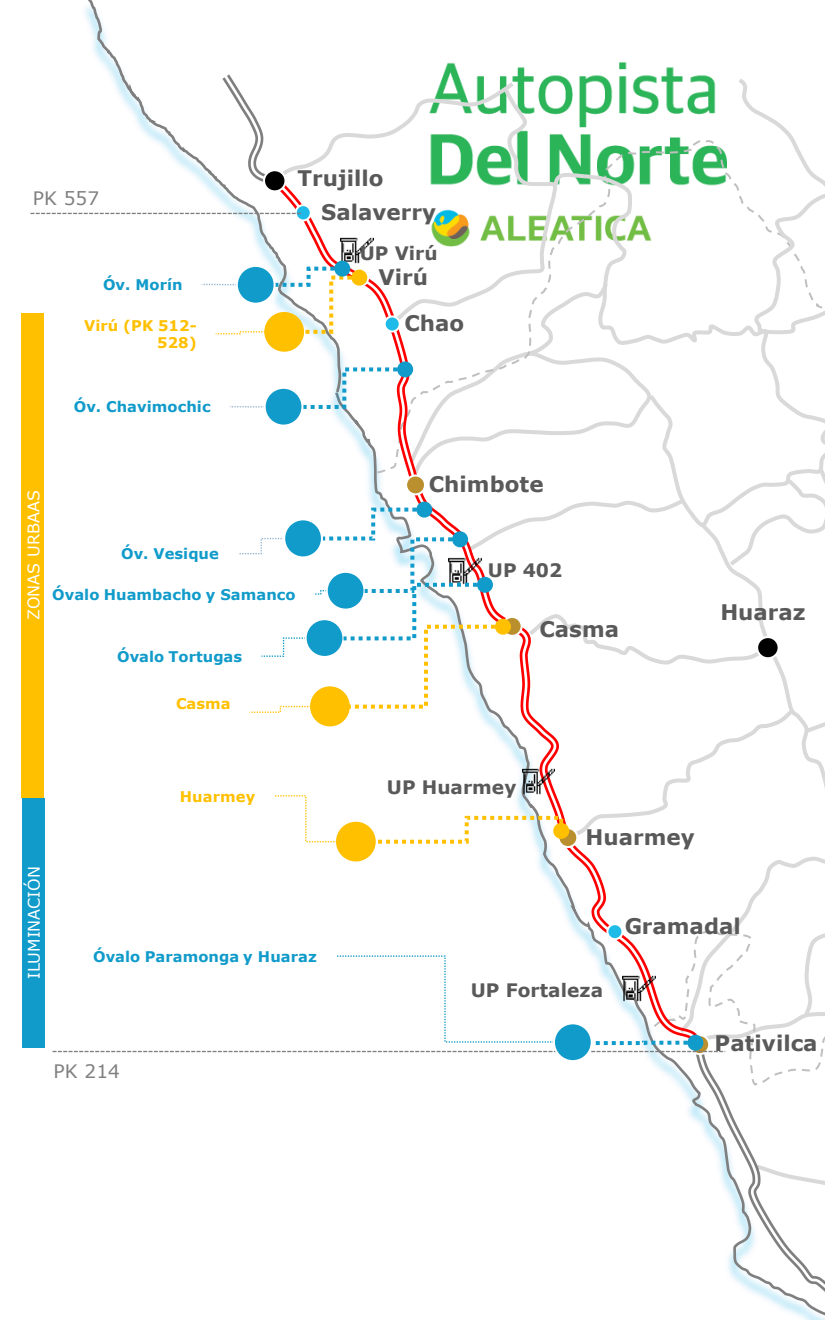 Autopista
Del Norte
ALEATICA
Trujillo
PK 557
Salaverry
UP Virú
Virú
Óv. Morín
Virú (PK 512-
528)
Chao
Óv. Chavimochic
Chimbote
ZONAS URBAAS
Óv. Vesique
UP 402
Óvalo Huambacho y Samanco
Huaraz
Casma
Óvalo Tortugas
Casma
UP Huarmey
Huarmey
Huarmey
ILUMINACIÓN
Gramadal
Óvalo Paramonga y Huaraz
UP Fortaleza
Pativilca
PK 214